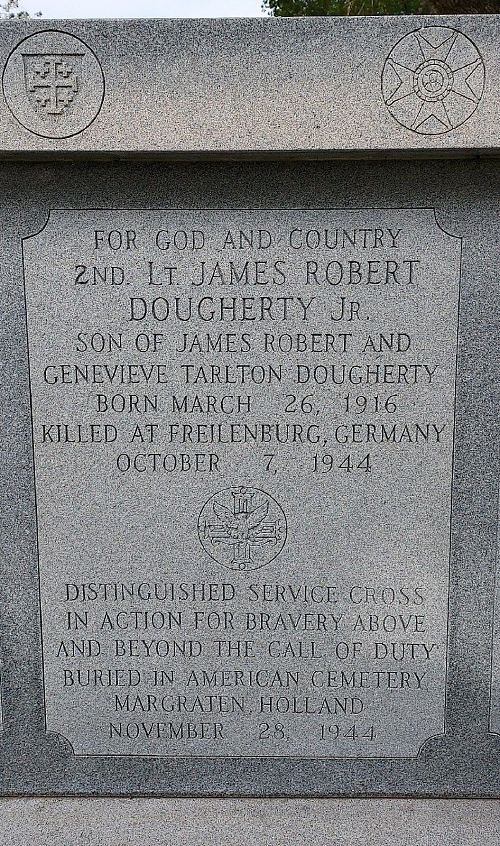 FOR GOD AND COUNTRY
2ND. LT. JAMES ROBERT
DOUGHERTY JR.
SON OF JAMES ROBERT AND
GENEVIEVE TARLTON DOUGHERTY
BORN MARCH 26, 1916
KILLED AT FREILENBURG, GERMANY
OCTOBER 7, 1944
DISTINGUISHED SERVICE CROSS
IN ACTION FOR BRAVERY ABOVE
AND BEYOND THE CALL OF DUTY
BURIED IN AMERICAN CEMETERY
MARGRATEN, HOLLAND
NOVEMBER 28, 1944